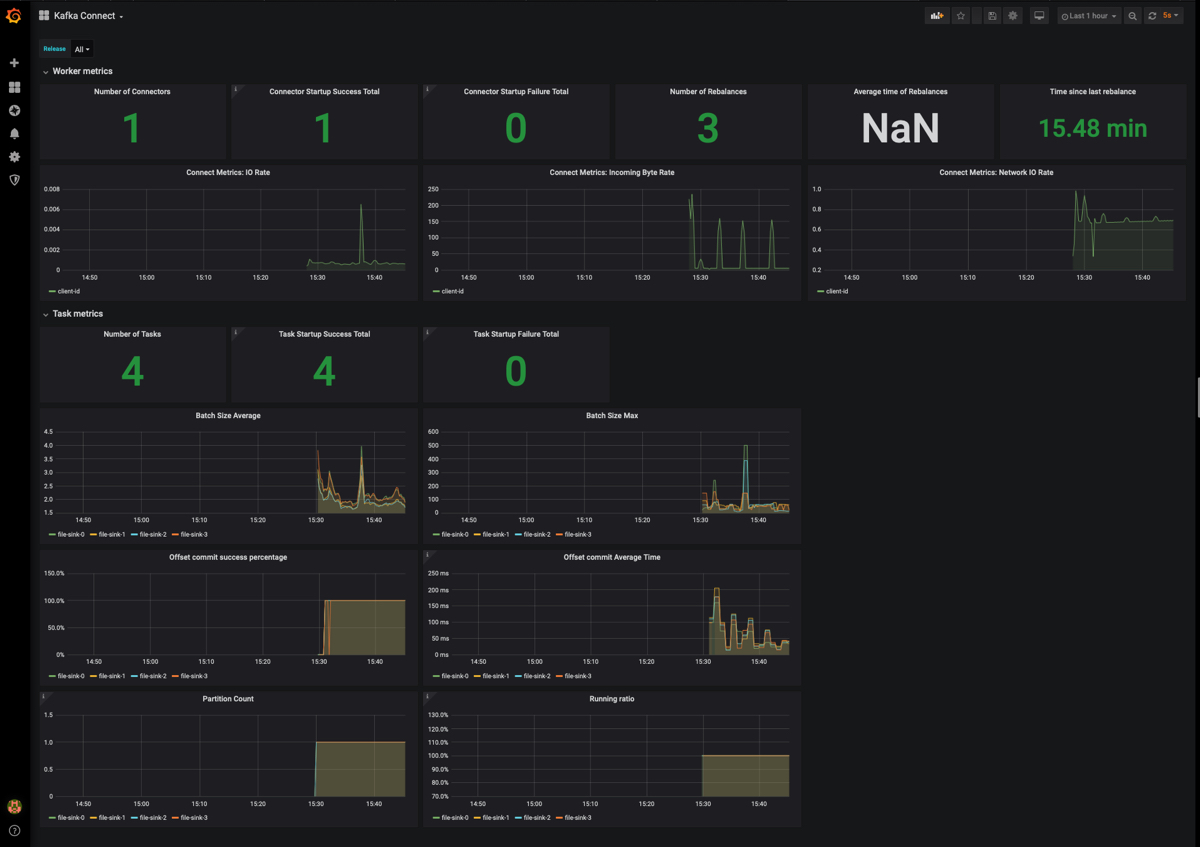 Kafka Connect
Last 1 hour
5s
Release All
Worker metrics
Number of Connectors
1
Connector Startup Success Total
1
Connector Startup Failure Total
0
Number of Rebalances
3
Average time of Rebalances
NaN
Time since last rebalance
15.48 min
Connect Metrics: IO Rate
0.008
0.006
0.004
0.002
0
14:50 15:00 15:10 15:20 15:30 15:40
client-id
Connect Metrics: Incoming Byte Rate
250
200
150
100
50
0
14:50 15:00 15:10 15:20 15:30 15:40
client-id
Connect Metrics: Network IO Rate
1.0
0.8
0.6
0.4
0.2
14:50 15:00 15:10 15:20 15:30 15:40
client-id
Task metrics
Number of Tasks
4
Task Startup Success Total
4
Task Startup Failure Total
0
Batch Size Average
4.5
4.0
3.5
3.0
2.5
2.0
1.5
14:50 15:00 15:10 15:20 15:30 15:40
file-sink-0 file-sink-1 file-sink-2 file-sink-3
Batch Size Max
600
500
400
300
200
100
0
14:50 15:00 15:10 15:20 15:30 15:40
file-sink-0 file-sink-1 file-sink-2 file-sink-3
Offset commit success percentage
150.0%
100.0%
50.0%
0%
14:50 15:00 15:10 15:20 15:30 15:40
file-sink-0 file-sink-1 file-sink-2 file-sink-3
Offset commit Average Time
250 ms
200 ms
150 ms
100 ms
50 ms
0 ms
14:50 15:00 15:10 15:20 15:30 15:40
file-sink-0 file-sink-1 file-sink-2 file-sink-3
Partition Count
1.5
1.0
0.5
0
14:50 15:00 15:10 15:20 15:30 15:40
file-sink-0 file-sink-1 file-sink-2 file-sink-3
Running ratio
130.0%
120.0%
110.0%
100.0%
90.0%
80.0%
70.0%
14:50 15:00 15:10 15:20 15:30 15:40
file-sink-0 file-sink-1 file-sink-2 file-sink-3